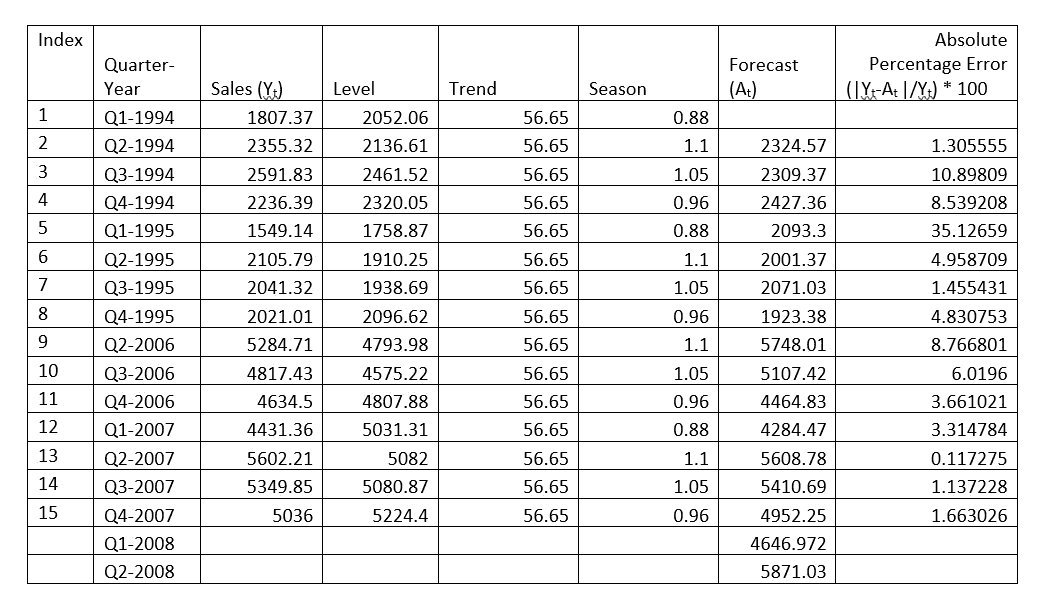 Index Quarter-Year Sales (Yt) Level Trend Season Forecast (At) Absolute Percentage Error (|Yt-At |/Yt) * 100
1 Q1-1994 1807.37 2052.06 56.65 0.88
2 Q2-1994 2355.32 2136.61 56.65 1.1 2324.57 1.305555
3 Q3-1994 2591.83 2461.52 56.65 1.05 2309.37 10.89809
4 Q4-1994 2236.39 2320.05 56.65 0.96 2427.36 8.539208
5 Q1-1995 1549.14 1758.87 56.65 0.88 2093.3 35.12659
6 Q2-1995 2105.79 1910.25 56.65 1.1 2001.37 4.958709
7 Q3-1995 2041.32 1938.69 56.65 1.05 2071.03 1.455431
8 Q4-1995 2021.01 2096.62 56.65 0.96 1923.38 4.830753
9 Q2-2006 5284.71 4793.98 56.65 1.1 5748.01 8.766801
10 Q3-2006 4817.43 4575.22 56.65 1.05 5107.42 6.0196
11 Q4-2006 4634.5 4807.88 56.65 0.96 4464.83 3.661021
12 Q1-2007 4431.36 5031.31 56.65 0.88 4284.47 3.314784
13 Q2-2007 5602.21 5082 56.65 1.1 5608.78 0.117275
14 Q3-2007 5349.85 5080.87 56.65 1.05 5410.69 1.137228
15 Q4-2007 5036 5224.4 56.65 0.96 4952.25 1.663026
Q1-2008 4646.972
Q2-2008 5871.03